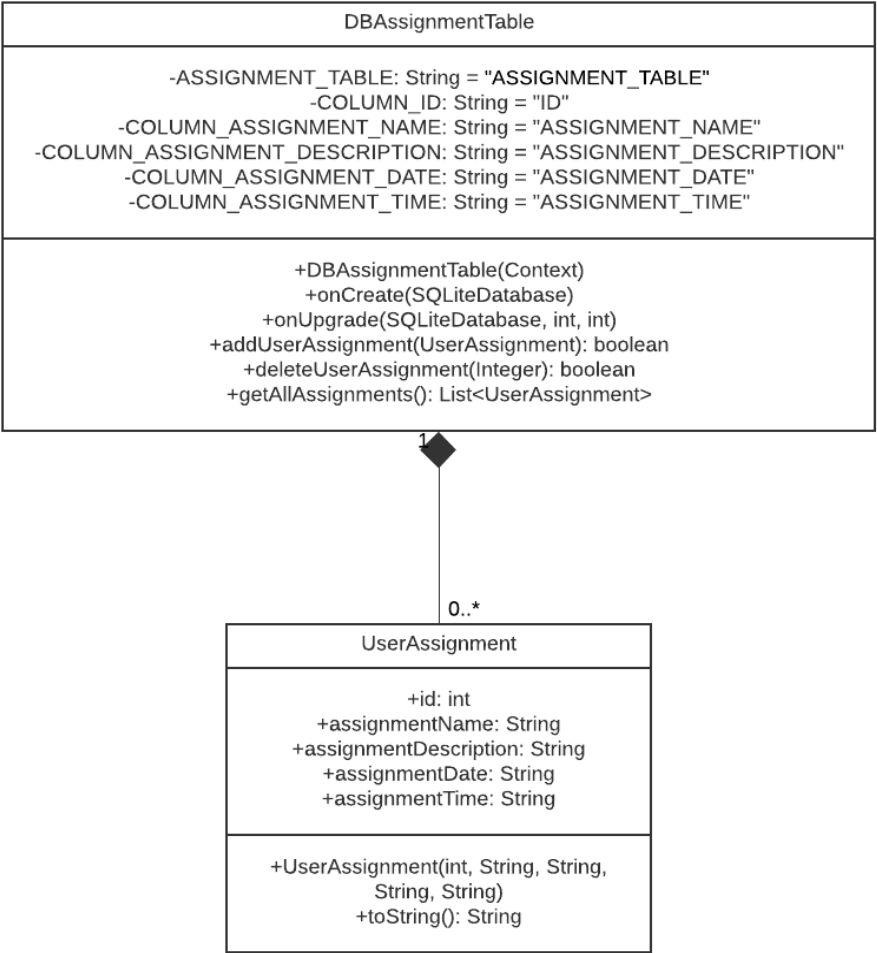 DBAssignmentTable
-ASSIGNMENT_TABLE: String = "ASSIGNMENT_TABLE"
-COLUMN_ID: String = "ID"
-COLUMN_ASSIGNMENT_NAME: String = "ASSIGNMENT_NAME"
-COLUMN_ASSIGNMENT_DESCRIPTION: String = "ASSIGNMENT_DESCRIPTION"
-COLUMN_ASSIGNMENT_DATE: String = "ASSIGNMENT_DATE"
-COLUMN_ASSIGNMENT_TIME: String = "ASSIGNMENT_TIME"
+DBAssignmentTable(Context)
+onCreate(SQLiteDatabase)
+onUpgrade(SQLiteDatabase, int, int)
+addUserAssignment(UserAssignment): boolean
+deleteUserAssignment(Integer): boolean
+getAllAssignments(): List<UserAssignment>
1
0..*
UserAssignment
+id: int
+assignmentName: String
+assignmentDescription: String
+assignmentDate: String
+assignmentTime: String
+UserAssignment(int, String, String,
String, String)
+toString(): String